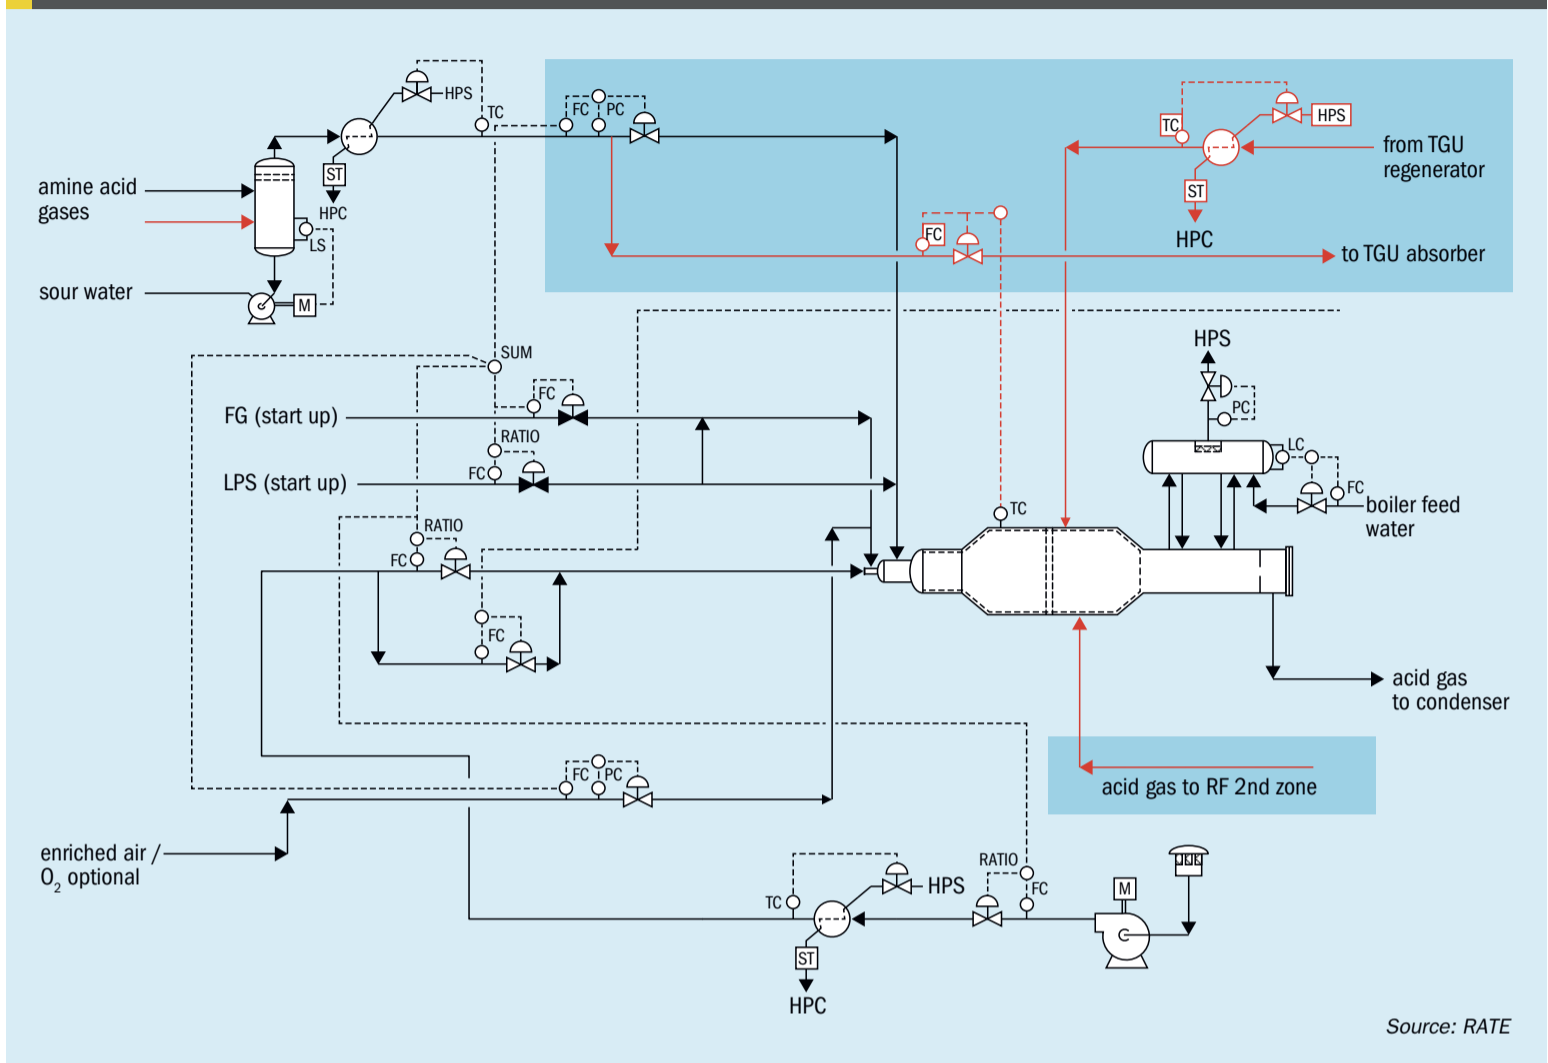 HPS
TC
FC
PC
TC
HPS
from TGU
regenerator
ST
HPC
ST
HPC
amine acid
gases
LS
FC
to TGU absorber
sour water
M
SUM
HPS
FC
PC
FG (start up)
RATIO
LC
FC
LPS (start up)
FC
boiler feed
water
TC
RATIO
FC
FC
acid gas
to condenser
FC
PC
acid gas to RF 2nd zone
enriched air /
O2 optional
RATIO
HPS
FC
M
TC
ST
HPC
Source: RATE